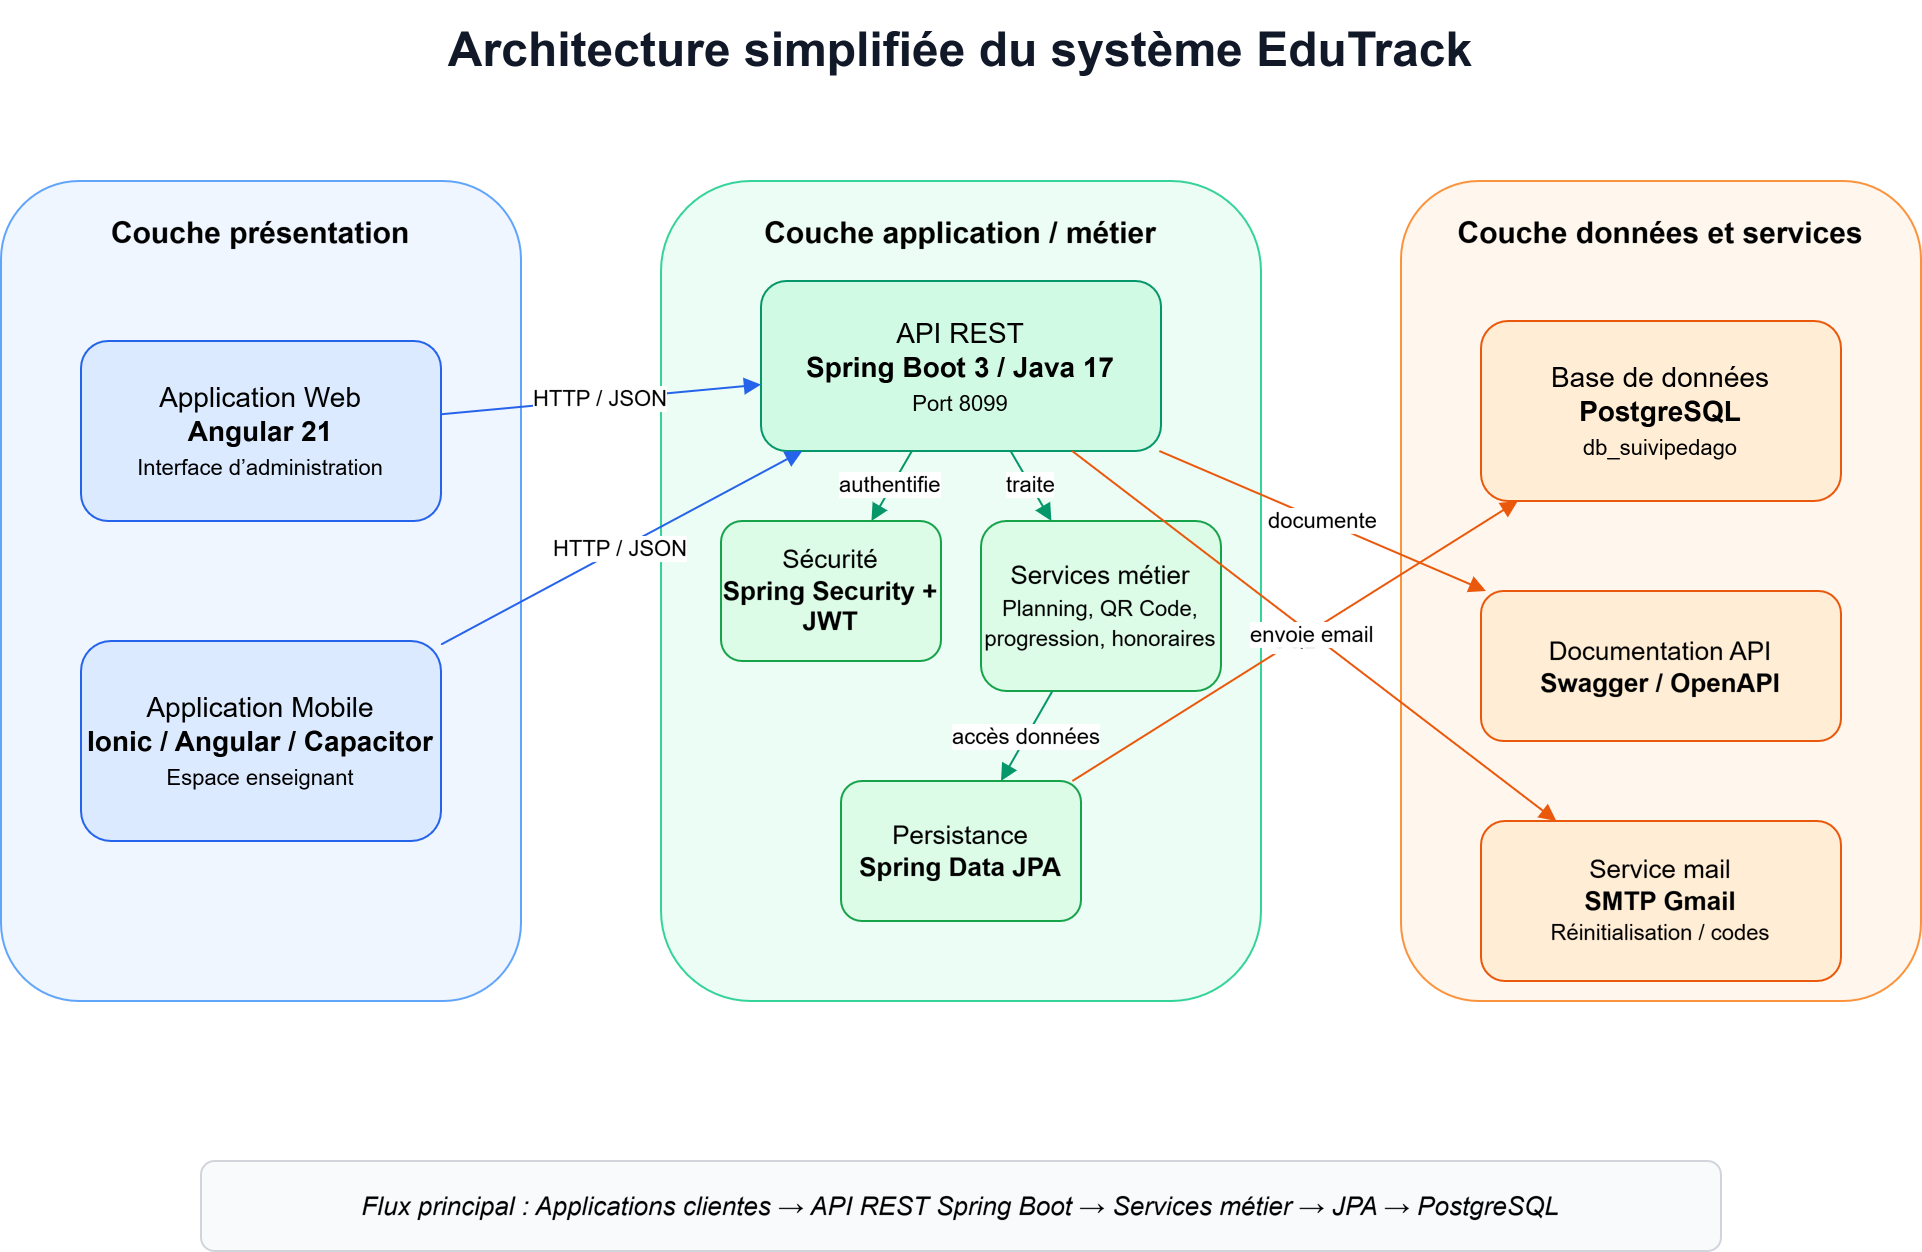 Architecture simplifiée du système EduTrack
Couche présentation
Application Web
Angular 21
Interface d’administration
Application Mobile
Ionic / Angular / Capacitor
Espace enseignant
HTTP / JSON
HTTP / JSON
Couche application / métier
API REST
Spring Boot 3 / Java 17
Port 8099
authentifie
traite
Sécurité
Spring Security +
JWT
Services métier
Planning, QR Code,
progression, honoraires
accès données
Persistance
Spring Data JPA
documente
envoie email
Couche données et services
Base de données
PostgreSQL
db_suivipedago
Documentation API
Swagger / OpenAPI
Service mail
SMTP Gmail
Réinitialisation / codes
Flux principal : Applications clientes → API REST Spring Boot → Services métier → JPA → PostgreSQL